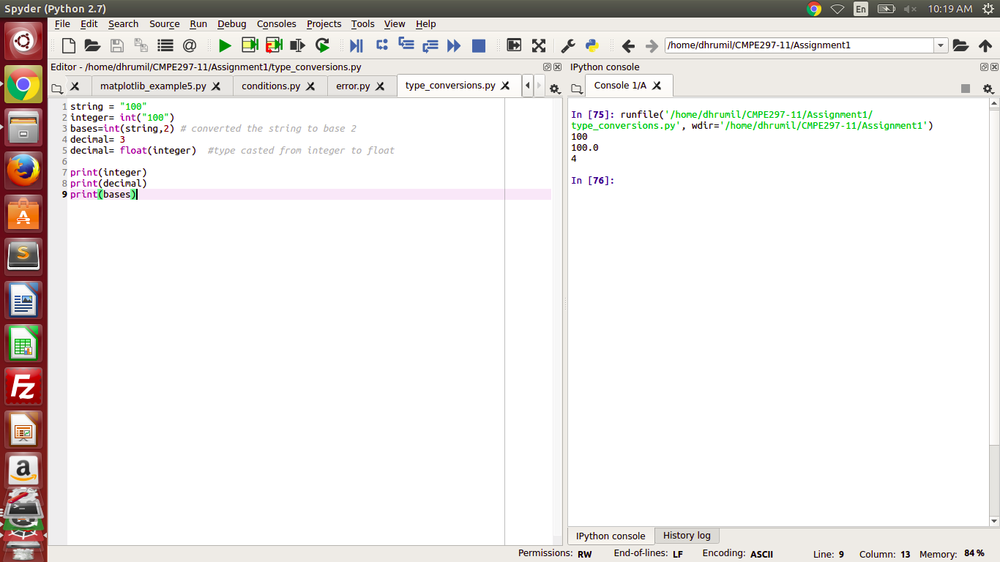 Spyder (Python 2.7)
En
10:19 AM
File Edit Search Source Run Debug Consoles Projects Tools View Help
@
/home/dhrumil/CMPE297-11/Assignment1
Editor - /home/dhrumil/CMPE297-11/Assignment1/type_conversions.py
matplotlib_example5.py conditions.py error.py type_conversions.py
1 string = "100"
2 integer= int("100")
3 bases=int(string,2) # converted the string to base 2
4 decimal= 3
5 decimal= float(integer)  #type casted from integer to float
6
7 print(integer)
8 print(decimal)
9 print(bases)
IPython console
Console 1/A
In [75]: runfile('/home/dhrumil/CMPE297-11/Assignment1/
type_conversions.py', wdir='/home/dhrumil/CMPE297-11/Assignment1')
100
100.0
4
In [76]:
IPython console History log
Permissions: RW End-of-lines: LF Encoding: ASCII Line: 9 Column: 13 Memory: 84 %
A
S
Fz
a
>_